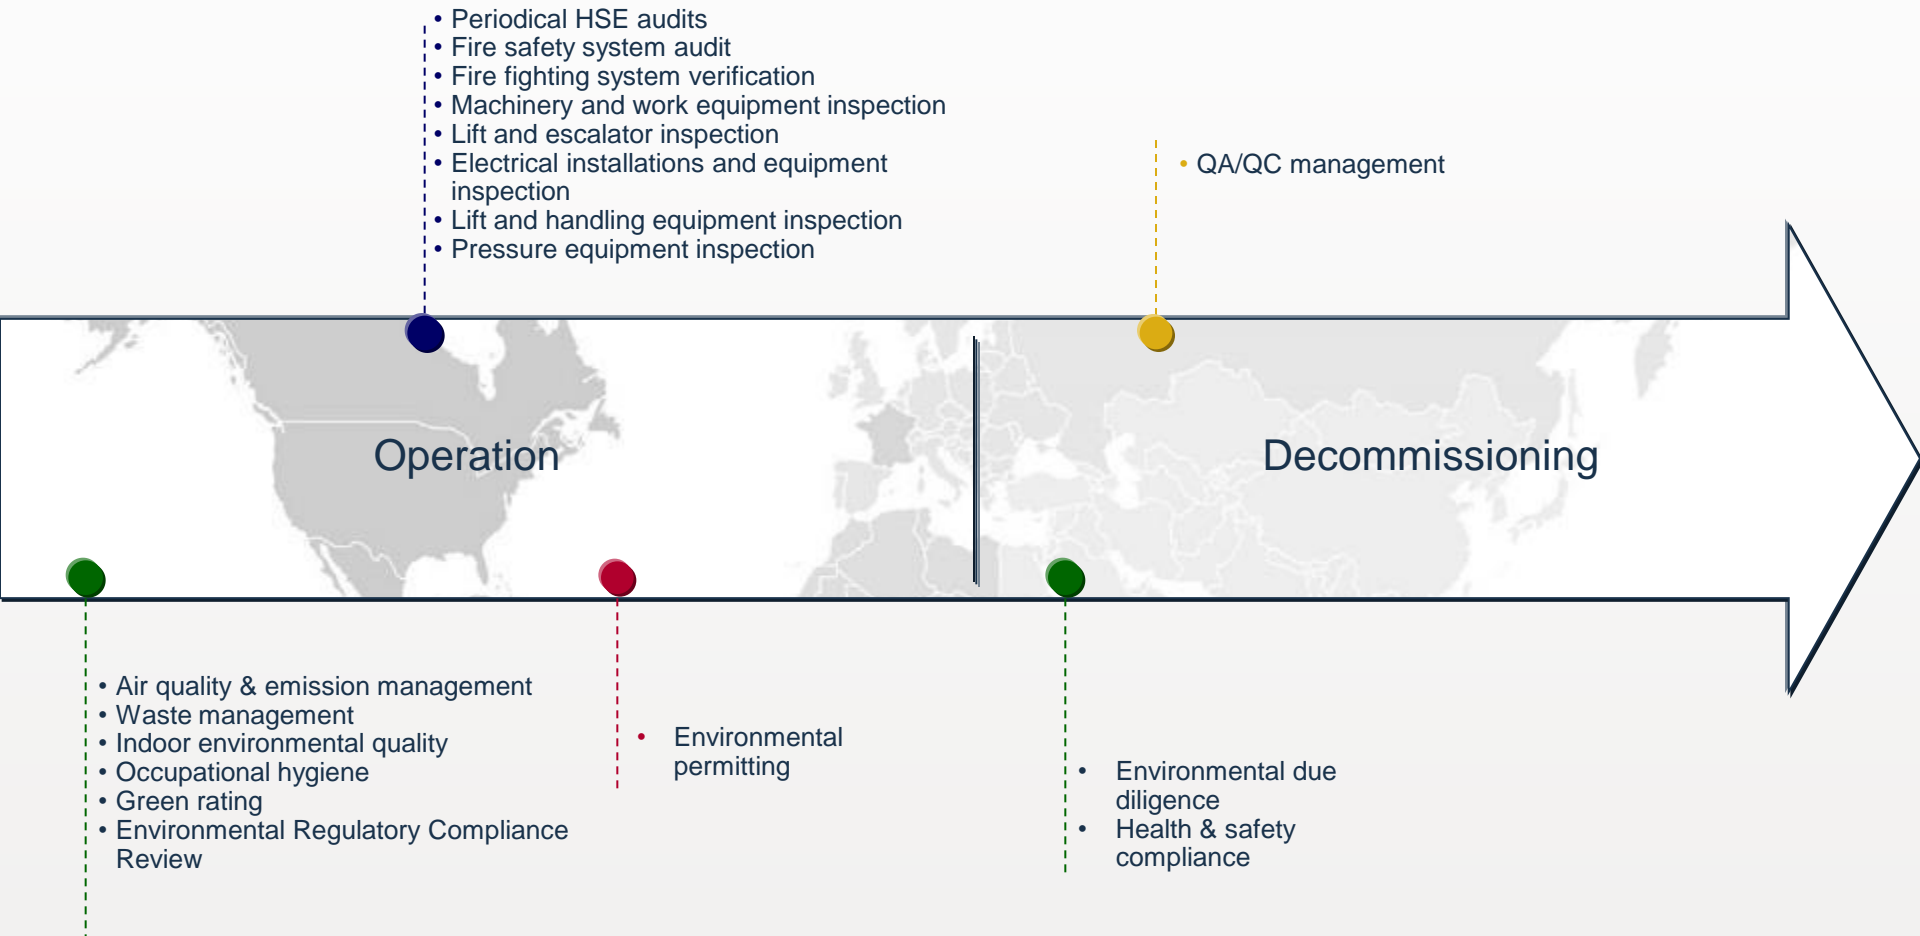 • Periodical HSE audits
• Fire safety system audit
• Fire fighting system verification
• Machinery and work equipment inspection
• Lift and escalator inspection
• Electrical installations and equipment
inspection
• Lift and handling equipment inspection
• Pressure equipment inspection
• QA/QC management
Operation
Decommissioning
• Air quality & emission management
• Waste management
• Indoor environmental quality
• Occupational hygiene
• Green rating
• Environmental Regulatory Compliance
Review
• Environmental
permitting
• Environmental due
diligence
• Health & safety
compliance